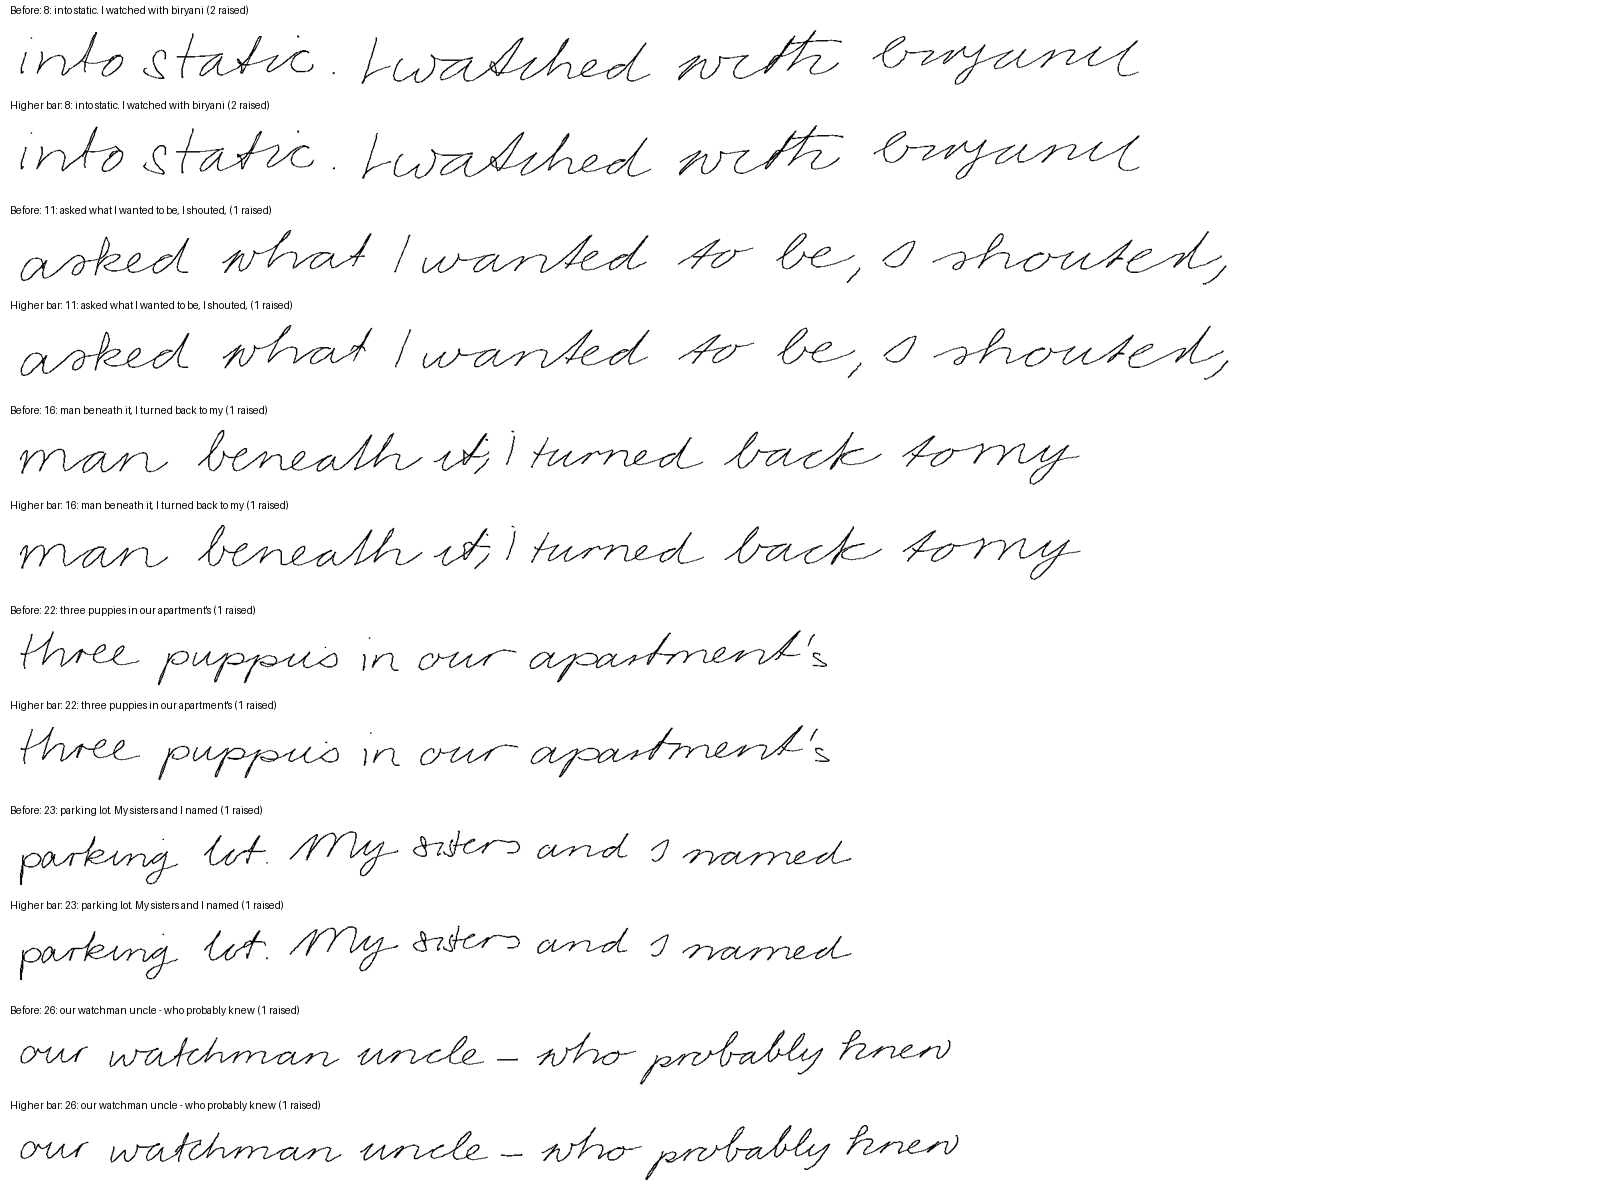 Before: 8: into static. I watched with biryani (2 raised)
into static. I watched with biryani
Higher bar: 8: into static. I watched with biryani (2 raised)
into static. I watched with biryani
Before: 11: asked what I wanted to be, I shouted, (1 raised)
asked what I wanted to be, I shouted,
Higher bar: 11: asked what I wanted to be, I shouted, (1 raised)
asked what I wanted to be, I shouted,
Before: 16: man beneath it, I turned back to my (1 raised)
man beneath it, I turned back to my
Higher bar: 16: man beneath it, I turned back to my (1 raised)
man beneath it, I turned back to my
Before: 22: three puppies in our apartment's (1 raised)
three puppies in our apartment's
Higher bar: 22: three puppies in our apartment's (1 raised)
three puppies in our apartment's
Before: 23: parking lot. My sisters and I named (1 raised)
parking lot. My sisters and I named
Higher bar: 23: parking lot. My sisters and I named (1 raised)
parking lot. My sisters and I named
Before: 26: our watchman uncle - who probably knew (1 raised)
our watchman uncle – who probably knew
Higher bar: 26: our watchman uncle - who probably knew (1 raised)
our watchman uncle – who probably knew